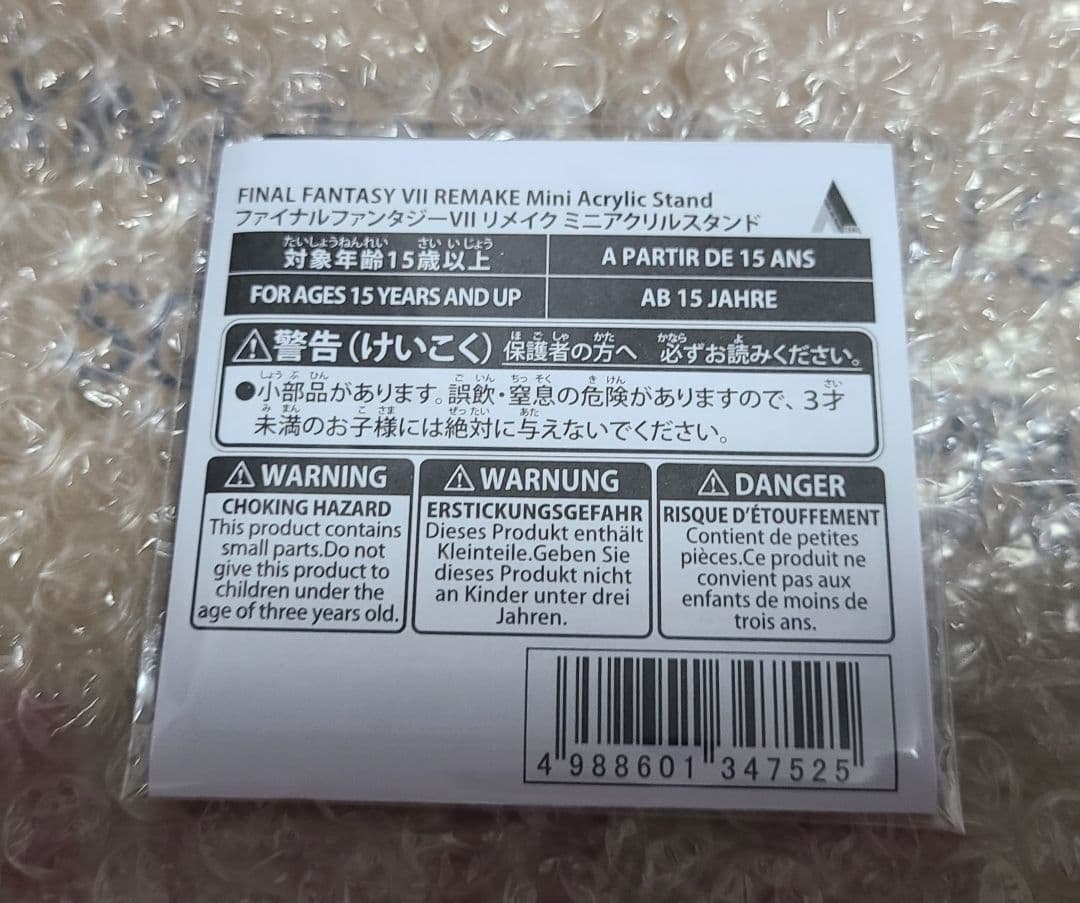 FINAL FANTASY VII REMAKE Mini Acrylic Stand
ファイナルファンタジーVII リメイク ミニアクリルスタンド
たいしょうねんれい さい いじょう
対象年齢15歳以上
A PARTIR DE 15 ANS
FOR AGES 15 YEARS AND UP
AB 15 JAHRE
ほごしゃ かた かなら よ
警告(けいこく) 保護者の方へ 必ずお読みください。
しょうぶひん ごいん ちっそく きけん さい
●小部品があります。誤飲・窒息の危険がありますので、3才
みまん こさま ぜったい あた
未満のお子様には絶対に与えないでください。
WARNING
CHOKING HAZARD
This product contains
small parts.Do not
give this product to
children under the
age of three years old.
WARNUNG
ERSTICKUNGSGEFAHR
Dieses Produkt enthält
Kleinteile.Geben Sie
dieses Produkt nicht
an Kinder unter drei
Jahren.
DANGER
RISQUE D'ÉTOUFFEMENT
Contient de petites
pièces.Ce produit ne
convient pas aux
enfants de moins de
trois ans.
4 988601 347525